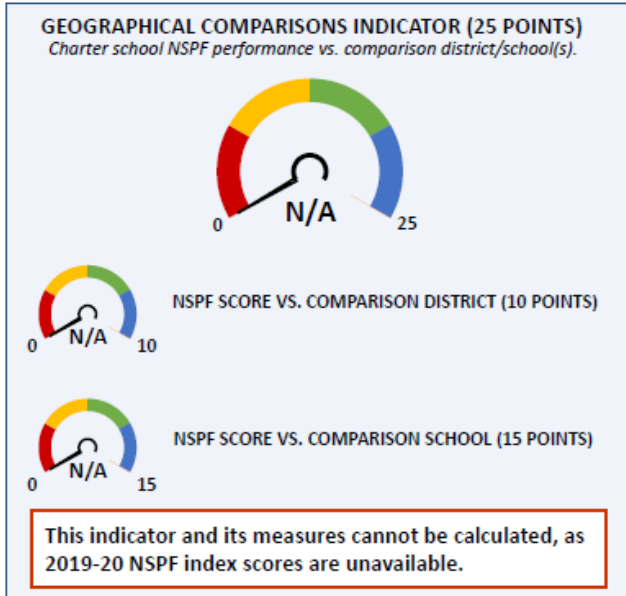 GEOGRAPHICAL COMPARISONS INDICATOR (25 POINTS)
Charter school NSPF performance vs. comparison district/school(s).
N/A
0
25
NSPF SCORE VS. COMPARISON DISTRICT (10 POINTS)
N/A
0
10
NSPF SCORE VS. COMPARISON SCHOOL (15 POINTS)
N/A
0
15
This indicator and its measures cannot be calculated, as
2019-20 NSPF index scores are unavailable.